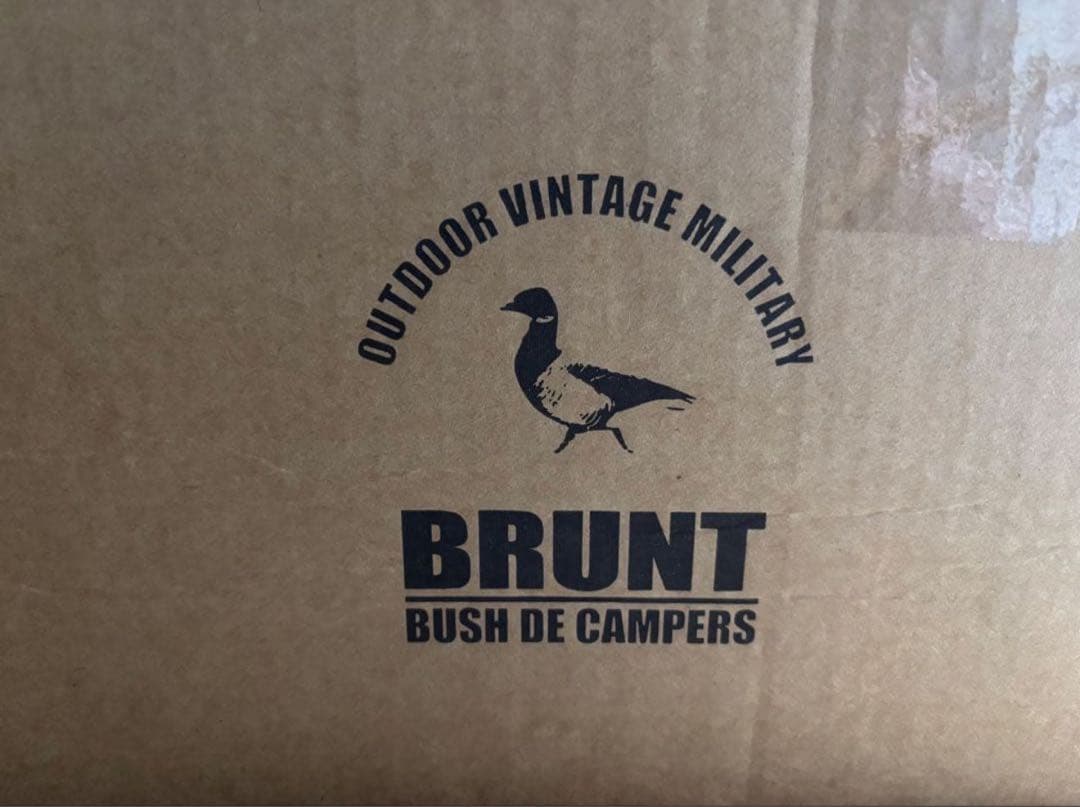 OUTDOOR VINTAGE MILITARY
BRUNT
BUSH DE CAMPERS